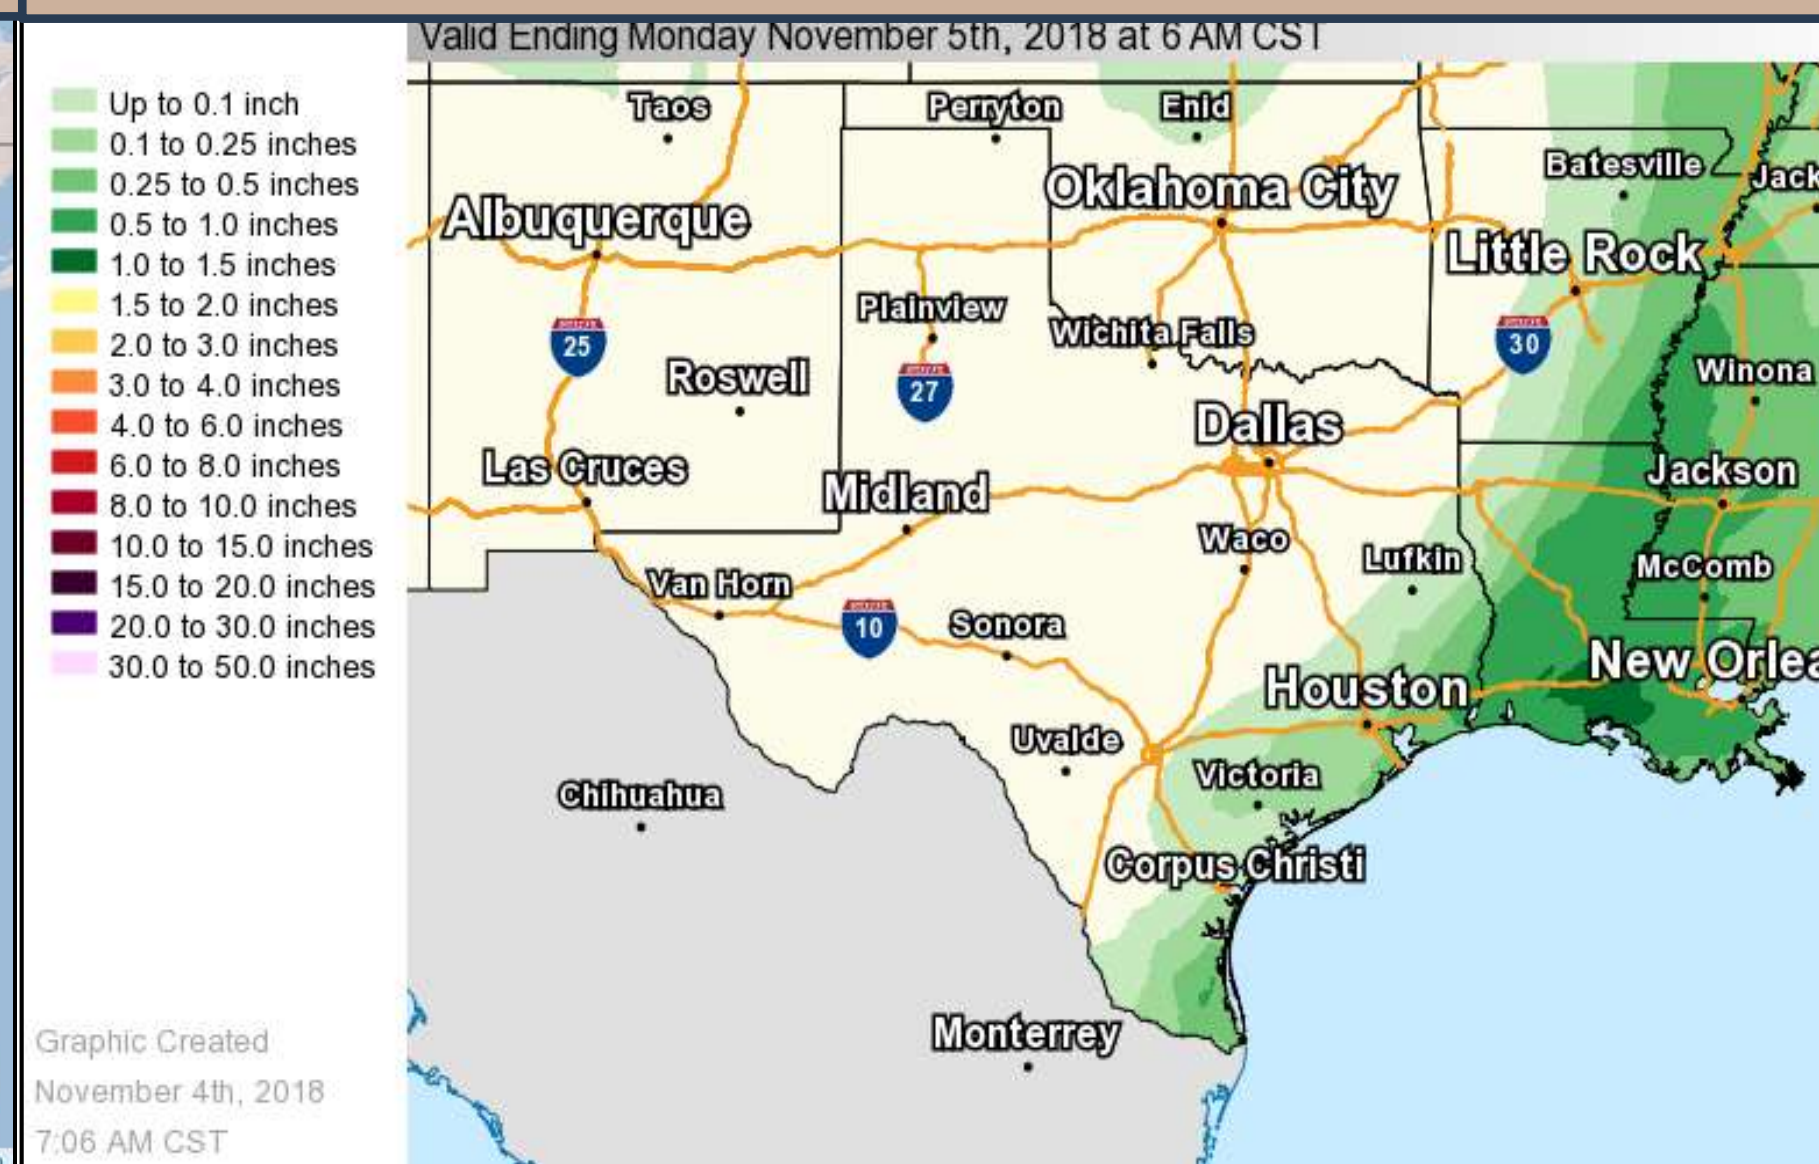 Valid Ending Monday November 5th, 2018 at 6 AM CST
Up to 0.1 inch
0.1 to 0.25 inches
0.25 to 0.5 inches
0.5 to 1.0 inches
1.0 to 1.5 inches
1.5 to 2.0 inches
2.0 to 3.0 inches
3.0 to 4.0 inches
4.0 to 6.0 inches
6.0 to 8.0 inches
8.0 to 10.0 inches
10.0 to 15.0 inches
15.0 to 20.0 inches
20.0 to 30.0 inches
30.0 to 50.0 inches
Graphic Created
November 4th, 2018
7:06 AM CST
Taos
Perryton
Enid
Batesville
Jack
Oklahoma City
Albuquerque
Little Rock
Plainview
Wichita Falls
25
30
Winona
Roswell
27
Dallas
Las Cruces
Jackson
Midland
Waco
Lufkin
McComb
Van Horn
10
Sonora
New Orlea
Houston
Uvalde
Victoria
Chihuahua
Corpus Christi
Monterrey